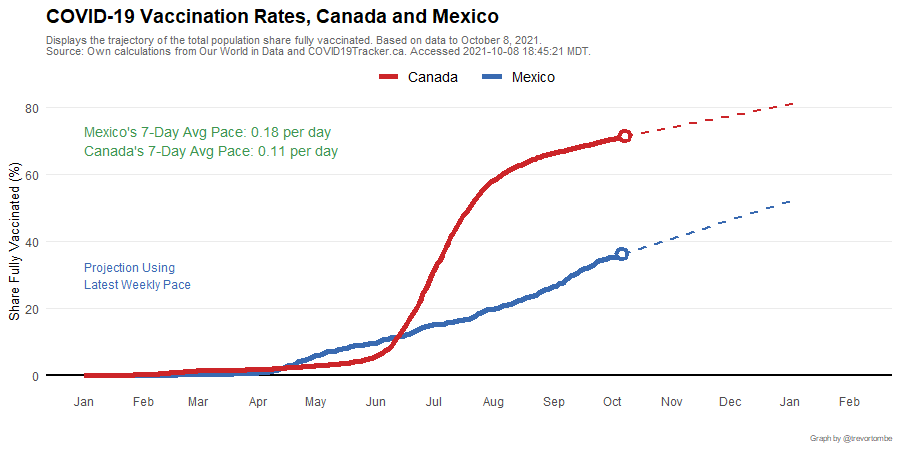 COVID-19 Vaccination Rates, Canada and Mexico
Displays the trajectory of the total population share fully vaccinated. Based on data to October 8, 2021.
Source: Own calculations from Our World in Data and COVID19Tracker.ca. Accessed 2021-10-08 18:45:21 MDT.
Canada Mexico
Share Fully Vaccinated (%)
80
60
40
20
0
Mexico's 7-Day Avg Pace: 0.18 per day
Canada's 7-Day Avg Pace: 0.11 per day
Projection Using
Latest Weekly Pace
Jan Feb Mar Apr May Jun Jul Aug Sep Oct Nov Dec Jan Feb
Graph by @trevortombe